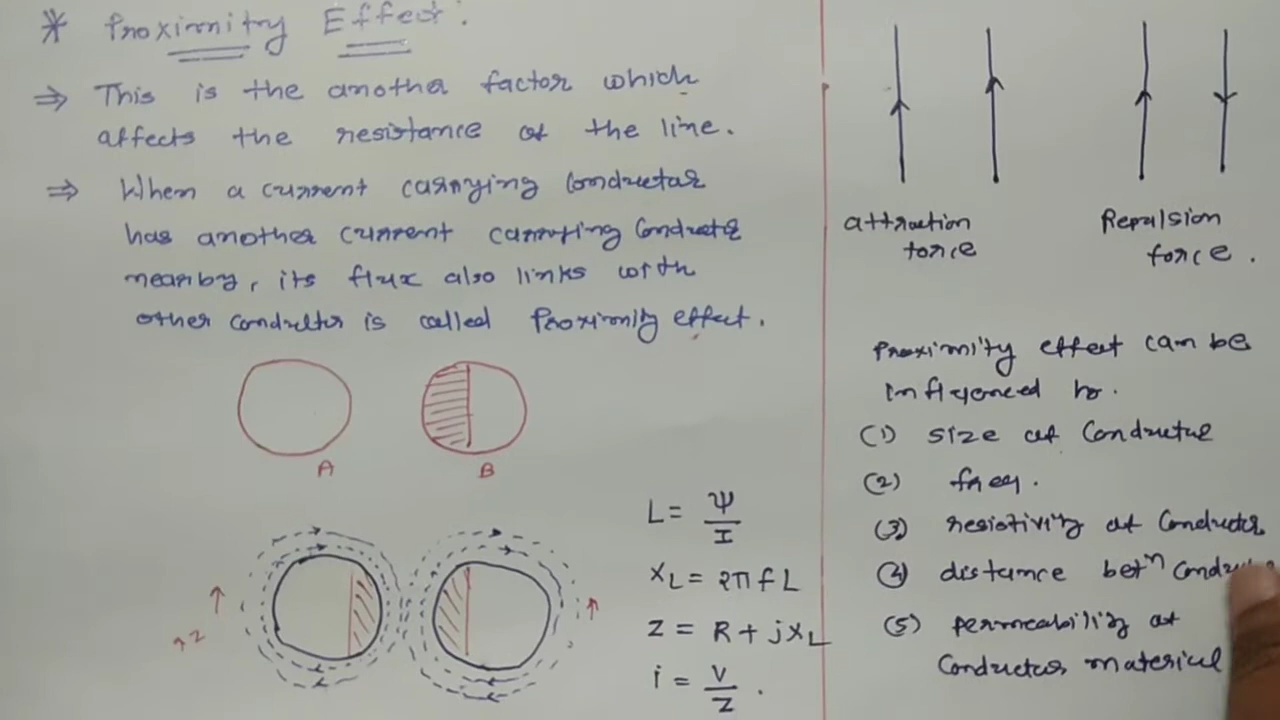 * Proximity Effect:
⇒ This is the another factor which
affects the resistance of the line.
⇒ When a current carrying conductor
has another current carrying conductor
nearby, its flux also links with
other conductor is called Proximity effect.
A
B
↑Z
L = Ψ/I
XL = 2πfL
Z = R + jXL
i = V/Z .
attraction
force
Repulsion
force .
Proximity effect can be
influenced by.
(1) size of Conductor
(2) freq.
(3) resistivity of Conductor
(4) distance betn
(5) permeability of
Conductor material